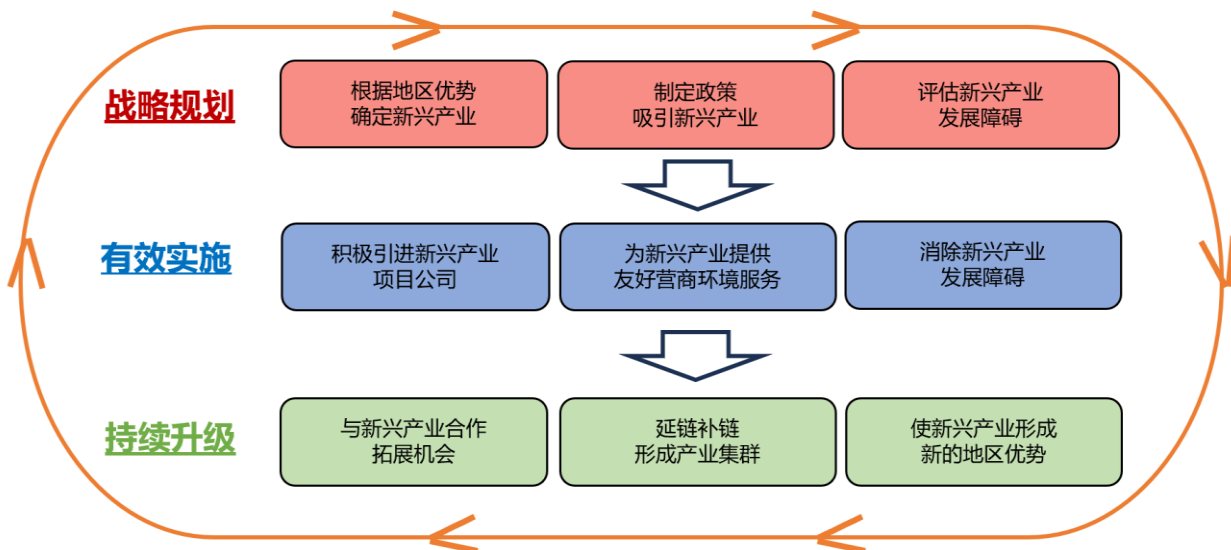 战略规划
根据地区优势
确定新兴产业
制定政策
吸引新兴产业
评估新兴产业
发展障碍
有效实施
积极引进新兴产业
项目公司
为新兴产业提供
友好营商环境服务
消除新兴产业
发展障碍
持续升级
与新兴产业合作
拓展机会
延链补链
形成产业集群
使新兴产业形成
新的地区优势